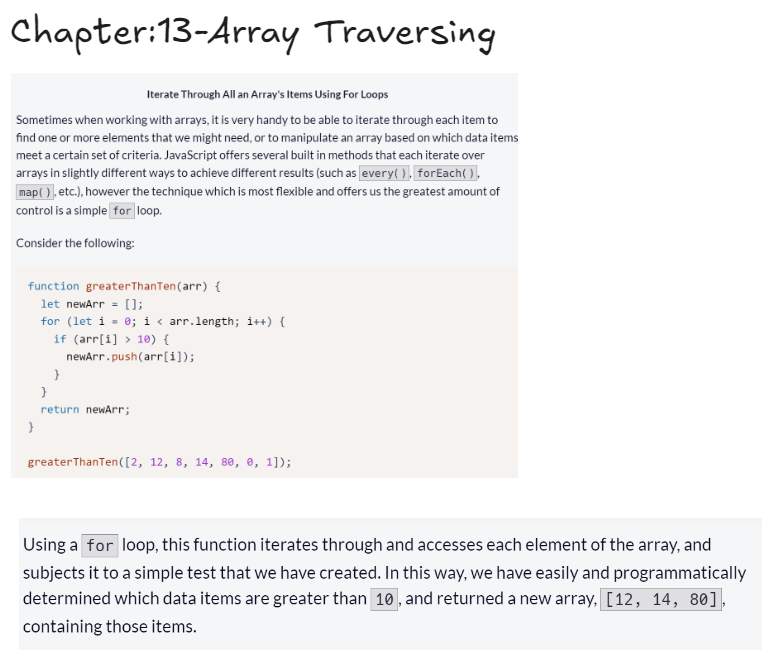 Chapter:13-Array Traversing
Iterate Through All an Array's Items Using For Loops
Sometimes when working with arrays, it is very handy to be able to iterate through each item to
find one or more elements that we might need, or to manipulate an array based on which data items
meet a certain set of criteria. JavaScript offers several built in methods that each iterate over
arrays in slightly different ways to achieve different results (such as every(), forEach(),
map(), etc.), however the technique which is most flexible and offers us the greatest amount of
control is a simple for loop.
Consider the following:
function greaterThanTen(arr) {
  let newArr = [];
  for (let i = 0; i < arr.length; i++) {
    if (arr[i] > 10) {
      newArr.push(arr[i]);
    }
  }
  return newArr;
}
greaterThanTen([2, 12, 8, 14, 80, 0, 1]);
Using a for loop, this function iterates through and accesses each element of the array, and
subjects it to a simple test that we have created. In this way, we have easily and programmatically
determined which data items are greater than 10, and returned a new array, [12, 14, 80],
containing those items.